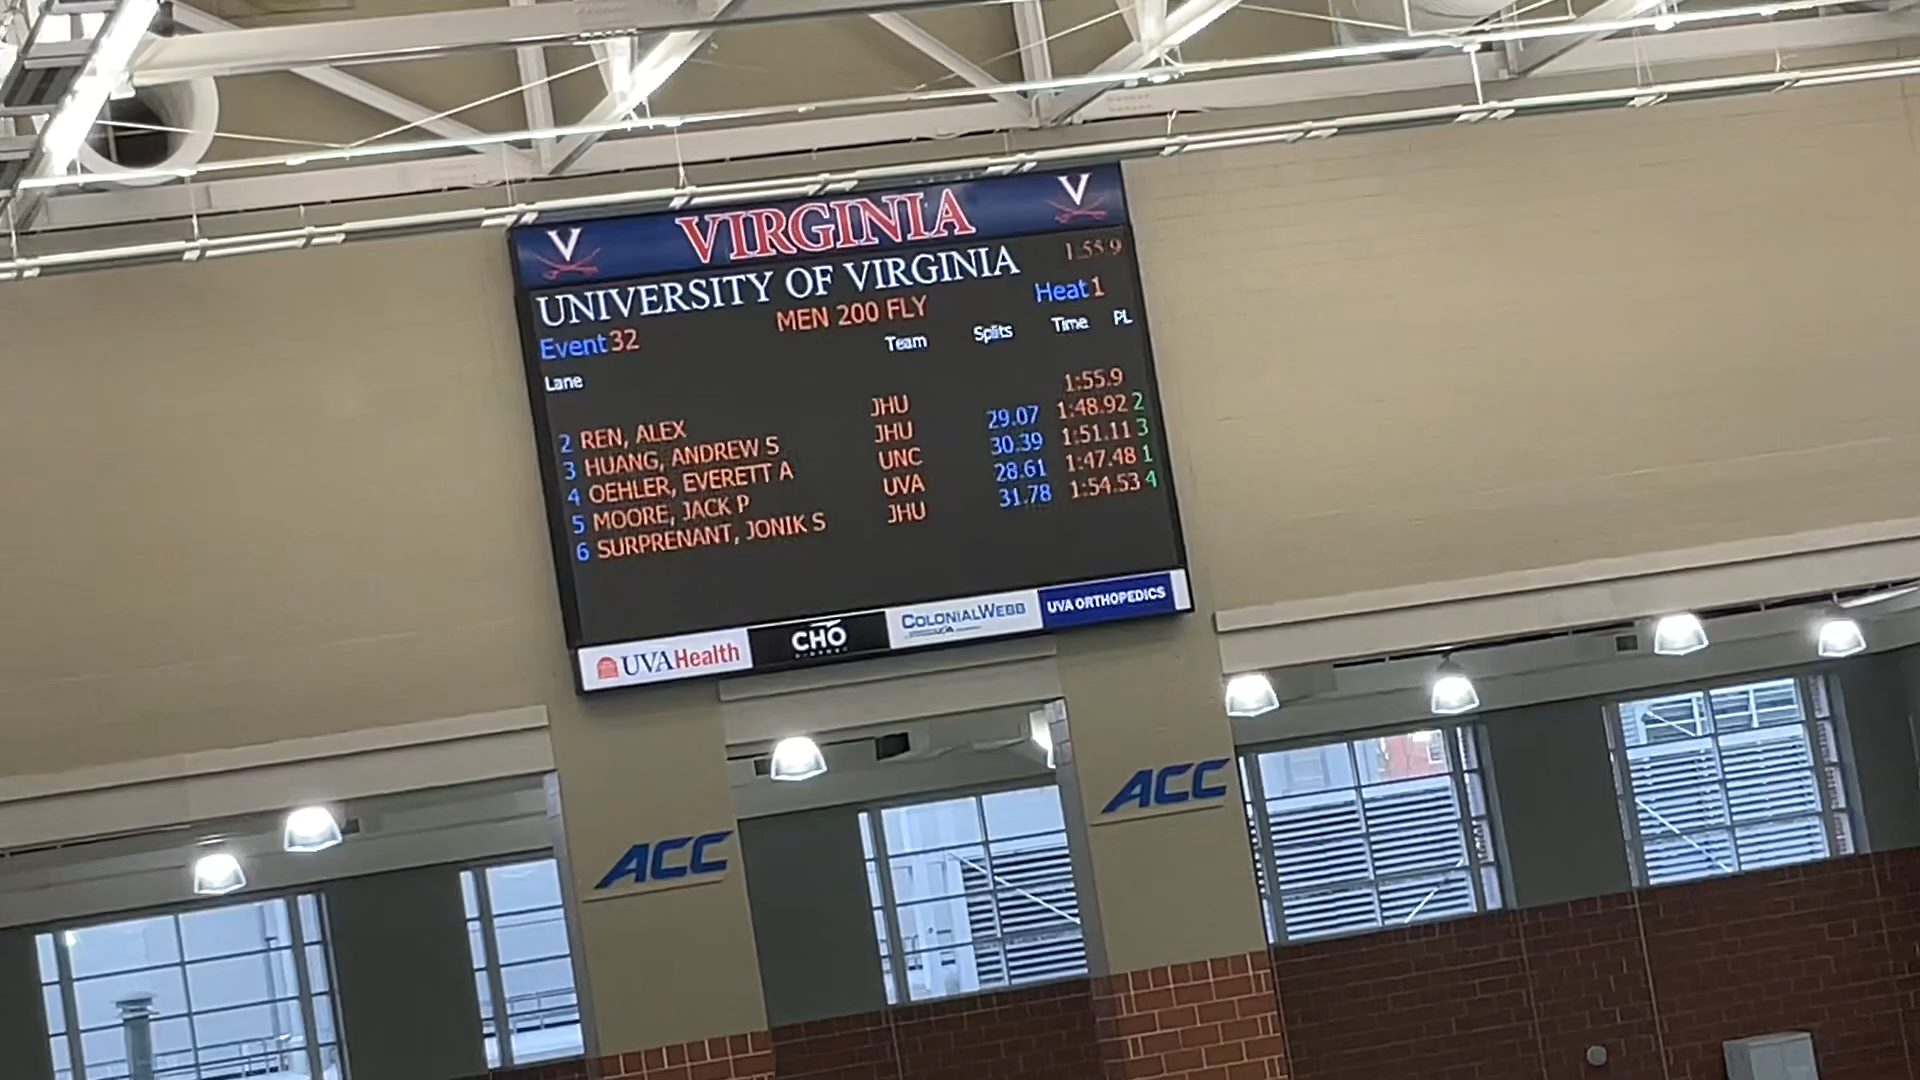 V VIRGINIA V
UNIVERSITY OF VIRGINIA 1:55.9
Event 32 MEN 200 FLY Heat 1
Lane Team Splits Time PL
2 REN, ALEX JHU 1:55.9
3 HUANG, ANDREW S JHU 29.07 1:48.92 2
4 OEHLER, EVERETT A UNC 30.39 1:51.11 3
5 MOORE, JACK P UVA 28.61 1:47.48 1
6 SURPRENANT, JONIK S JHU 31.78 1:54.53 4
UVAHealth CHO COLONIALWEBB UVA ORTHOPEDICS
ACC ACC